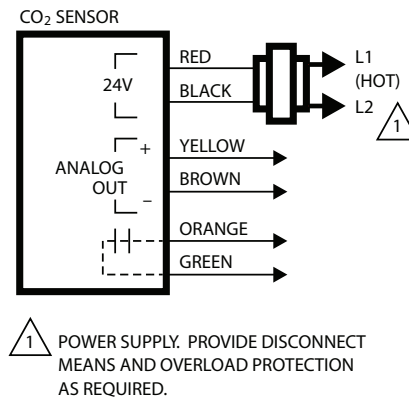 CO₂ SENSOR
RED
L1
(HOT)
24V
BLACK
L2
1
+
YELLOW
ANALOG
OUT
BROWN
–
ORANGE
GREEN
1 POWER SUPPLY. PROVIDE DISCONNECT
MEANS AND OVERLOAD PROTECTION
AS REQUIRED.